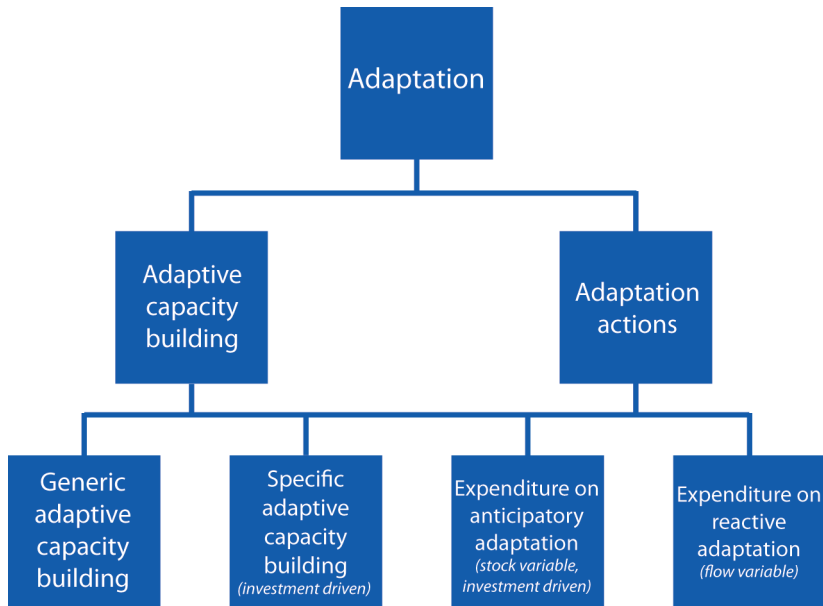 Adaptation
Adaptive
capacity
building
Adaptation
actions
Generic
adaptive
capacity
building
Specific
adaptive
capacity
building
(investment driven)
Expenditure on
anticipatory
adaptation
(stock variable,
investment driven)
Expenditure on
reactive
adaptation
(flow variable)